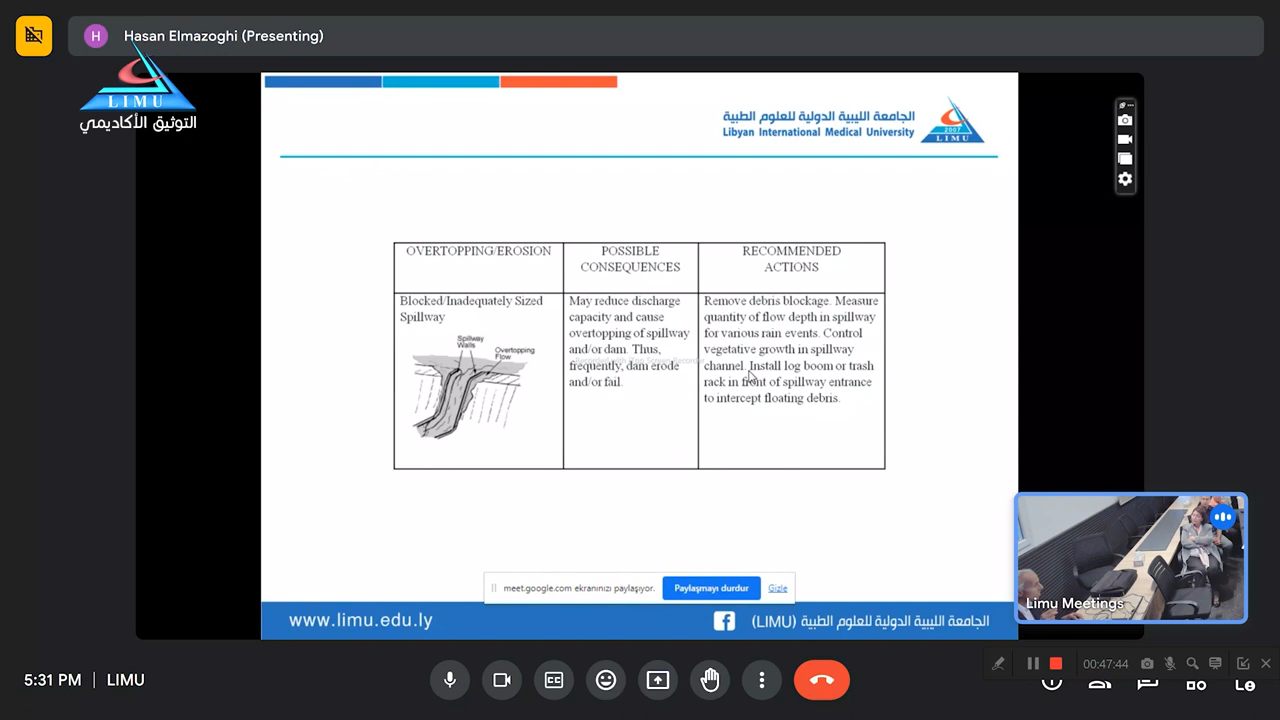 Hasan Elmazoghi (Presenting)
H
LIMU
التوثيق الأكاديمي
الجامعة الليبية الدولية للعلوم الطبية
Libyan International Medical University
2007
LIMU
OVERTOPPING/EROSION
POSSIBLE
CONSEQUENCES
RECOMMENDED
ACTIONS
Blocked/Inadequately Sized
Spillway
Spillway
Walls
Overtopping
Flow
May reduce discharge
capacity and cause
overtopping of spillway
and/or dam. Thus,
frequently, dam erode
and/or fail.
Remove debris blockage. Measure
quantity of flow depth in spillway
for various rain events. Control
vegetative growth in spillway
channel. Install log boom or trash
rack in front of spillway entrance
to intercept floating debris.
Limu Meetings
meet.google.com ekranınızı paylaşıyor.
Paylaşmayı durdur
Gizle
www.limu.edu.ly
الجامعة الليبية الدولية للعلوم الطبية (LIMU)
5:31 PM | LIMU
00:47:44